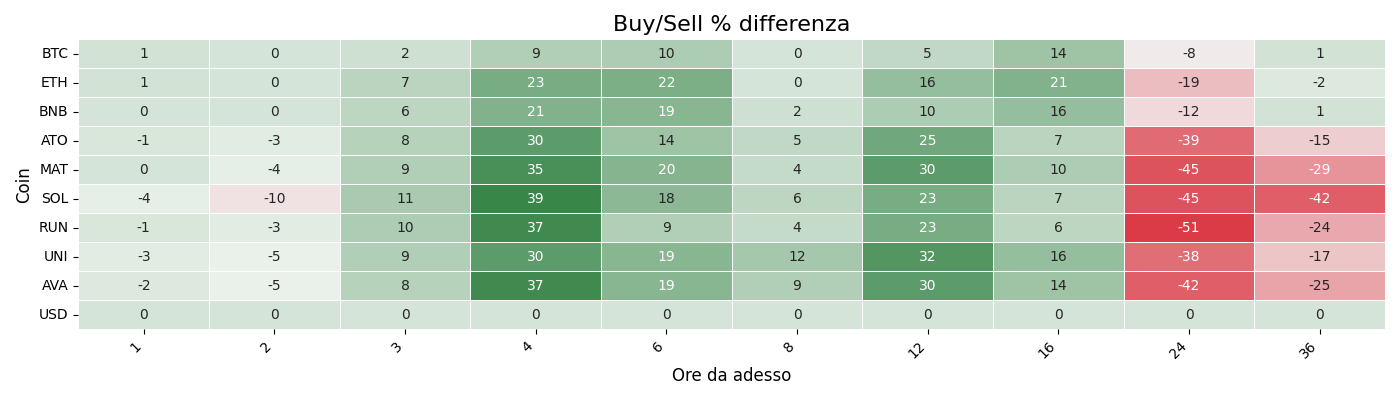 Buy/Sell % differenza
Coin
BTC 1 0 2 9 10 0 5 14 -8 1
ETH 1 0 7 23 22 0 16 21 -19 -2
BNB 0 0 6 21 19 2 10 16 -12 1
ATO -1 -3 8 30 14 5 25 7 -39 -15
MAT 0 -4 9 35 20 4 30 10 -45 -29
SOL -4 -10 11 39 18 6 23 7 -45 -42
RUN -1 -3 10 37 9 4 23 6 -51 -24
UNI -3 -5 9 30 19 12 32 16 -38 -17
AVA -2 -5 8 37 19 9 30 14 -42 -25
USD 0 0 0 0 0 0 0 0 0 0
1 2 3 4 6 8 12 16 24 36
Ore da adesso